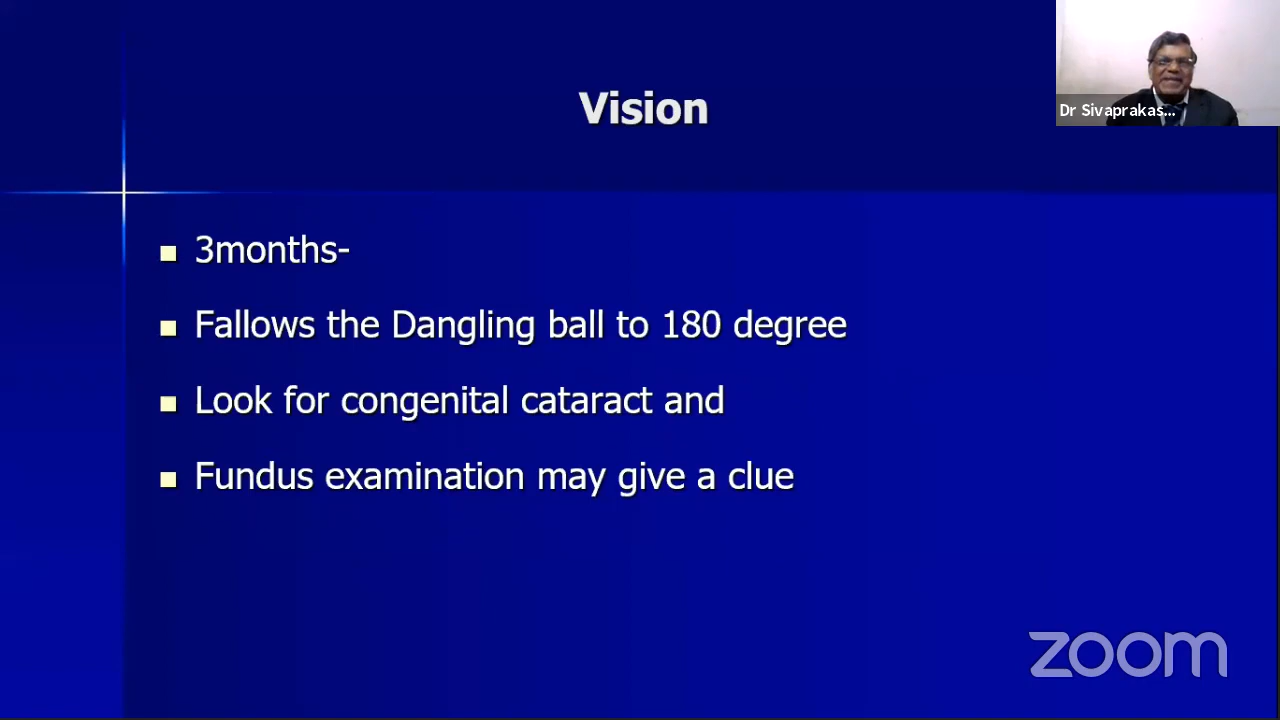 Vision
Dr Sivaprakas...
3months-
Fallows the Dangling ball to 180 degree
Look for congenital cataract and
Fundus examination may give a clue
zoom